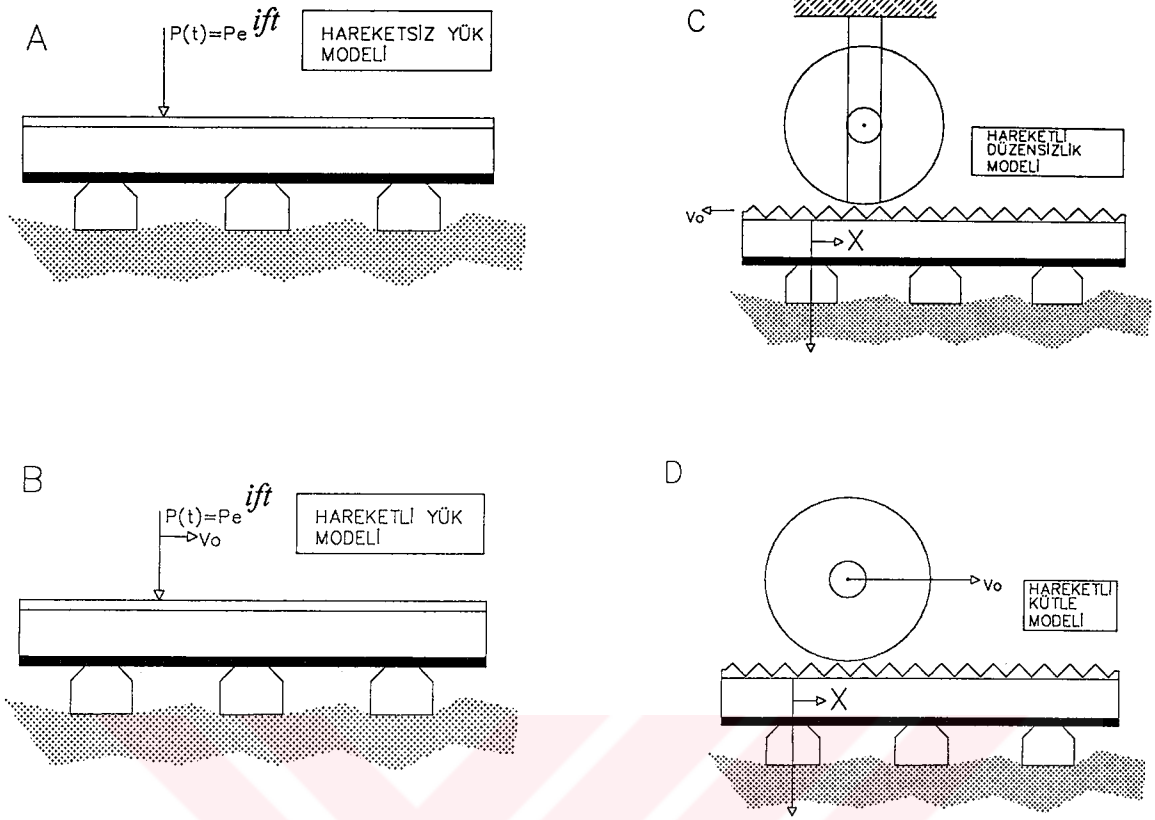 A
P(t)=Pe ift
HAREKETSİZ YÜK
MODELİ
B
P(t)=Pe ift
Vo
HAREKETLİ YÜK
MODELİ
C
HAREKETLİ
DÜZENSİZLİK
MODELİ
Vo
X
D
Vo
HAREKETLİ
KÜTLE
MODELİ
X